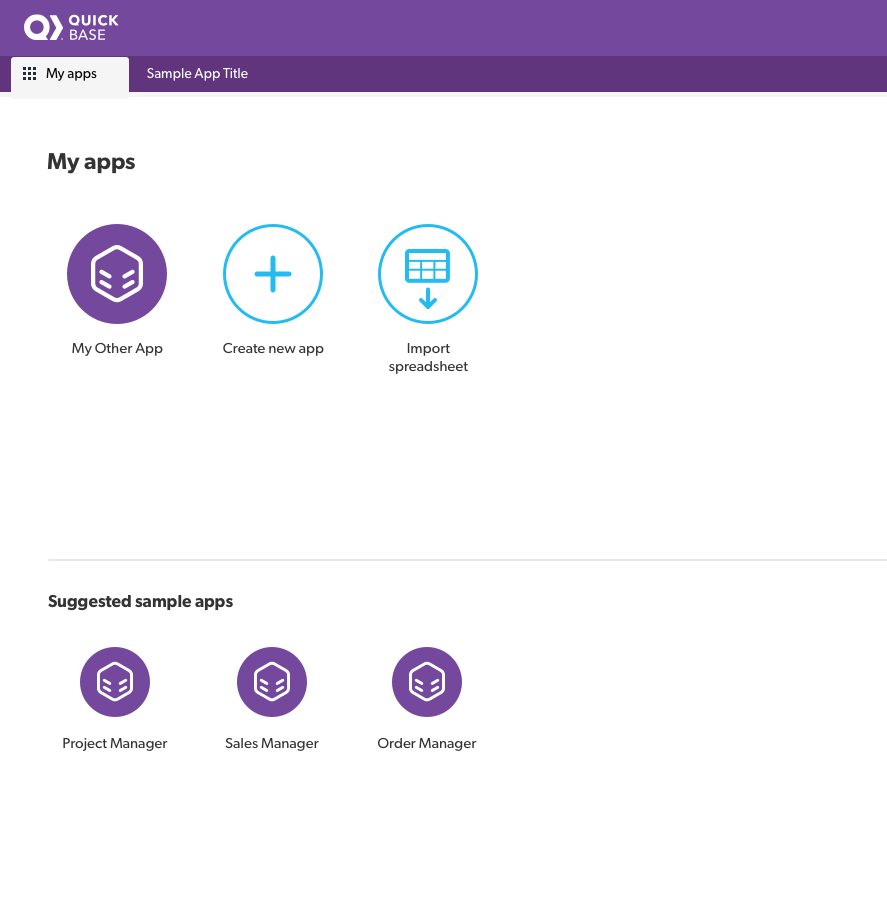 QUICK
BASE
My apps
Sample App Title
My apps
My Other App
Create new app
Import
spreadsheet
Suggested sample apps
Project Manager
Sales Manager
Order Manager